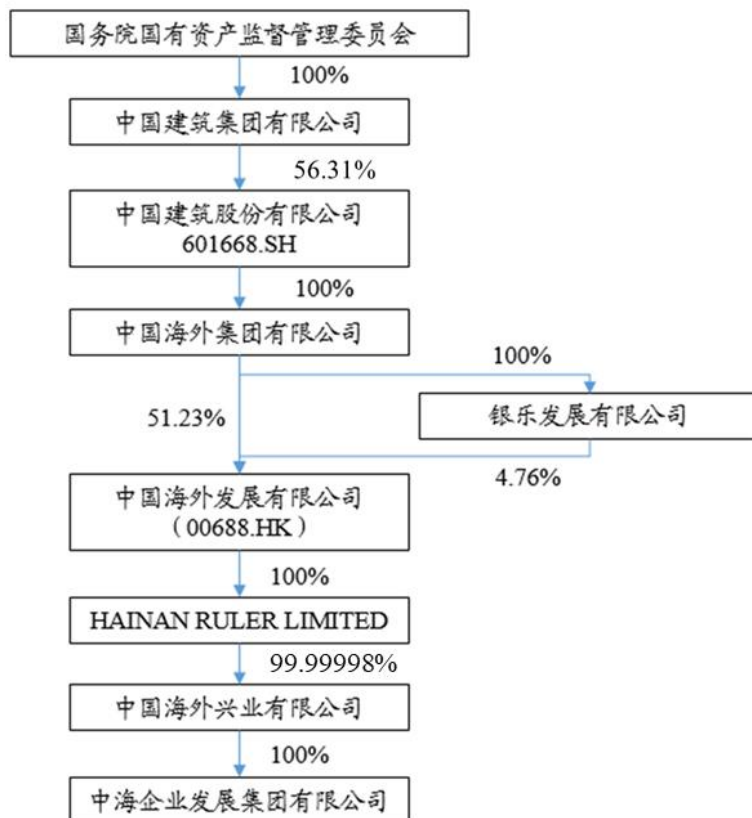 国务院国有资产监督管理委员会
100%
中国建筑集团有限公司
56.31%
中国建筑股份有限公司
601668.SH
100%
中国海外集团有限公司
100%
51.23%
银乐发展有限公司
4.76%
中国海外发展有限公司
（00688.HK）
100%
HAINAN RULER LIMITED
99.99998%
中国海外兴业有限公司
100%
中海企业发展集团有限公司